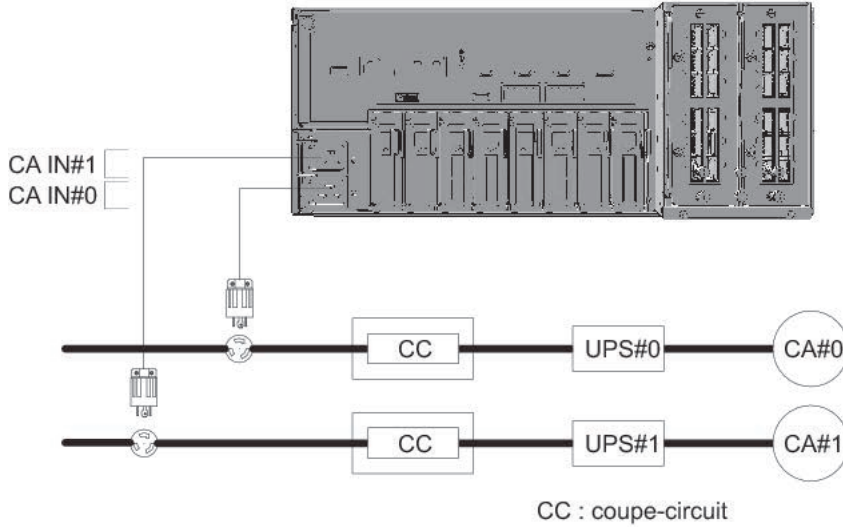 CA IN#1
CA IN#0
CC
UPS#0
CA#0
CC
UPS#1
CA#1
CC : coupe-circuit